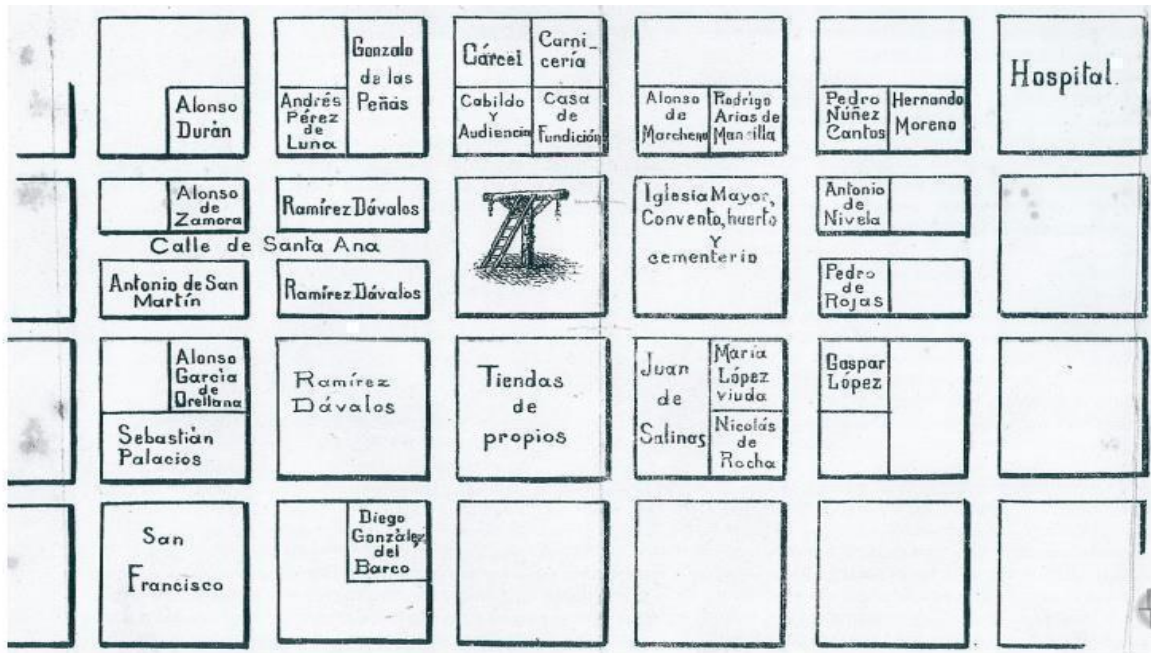 Alonso
Durán
Andrés
Pérez
de
Luna
Gonzalo
de las
Peñas
Cárcel
Carni_
cería
Cabildo
y
Audiencia
Casa
de
Fundición
Alonso
de
Marchena
Rodrigo
Arias de
Mansilla
Pedro
Núñez
Cantos
Hernando
Moreno
Hospital.
Alonso
de
Zamora
Ramírez Dávalos
Iglesia Mayor,
Convento, huerto
y
cementerio
Antonio
de
Nivela
Calle de Santa Ana
Antonio de San
Martín
Ramírez Dávalos
Pedro
de
Rojas
Alonso
García
de
Orellana
Sebastián
Palacios
Ramírez
Dávalos
Tiendas
de
propios
Juan
de
Salinas
María
López
viuda
Nicolás
de
Rocha
Gaspar
López
San
Francisco
Diego
González
del
Barco